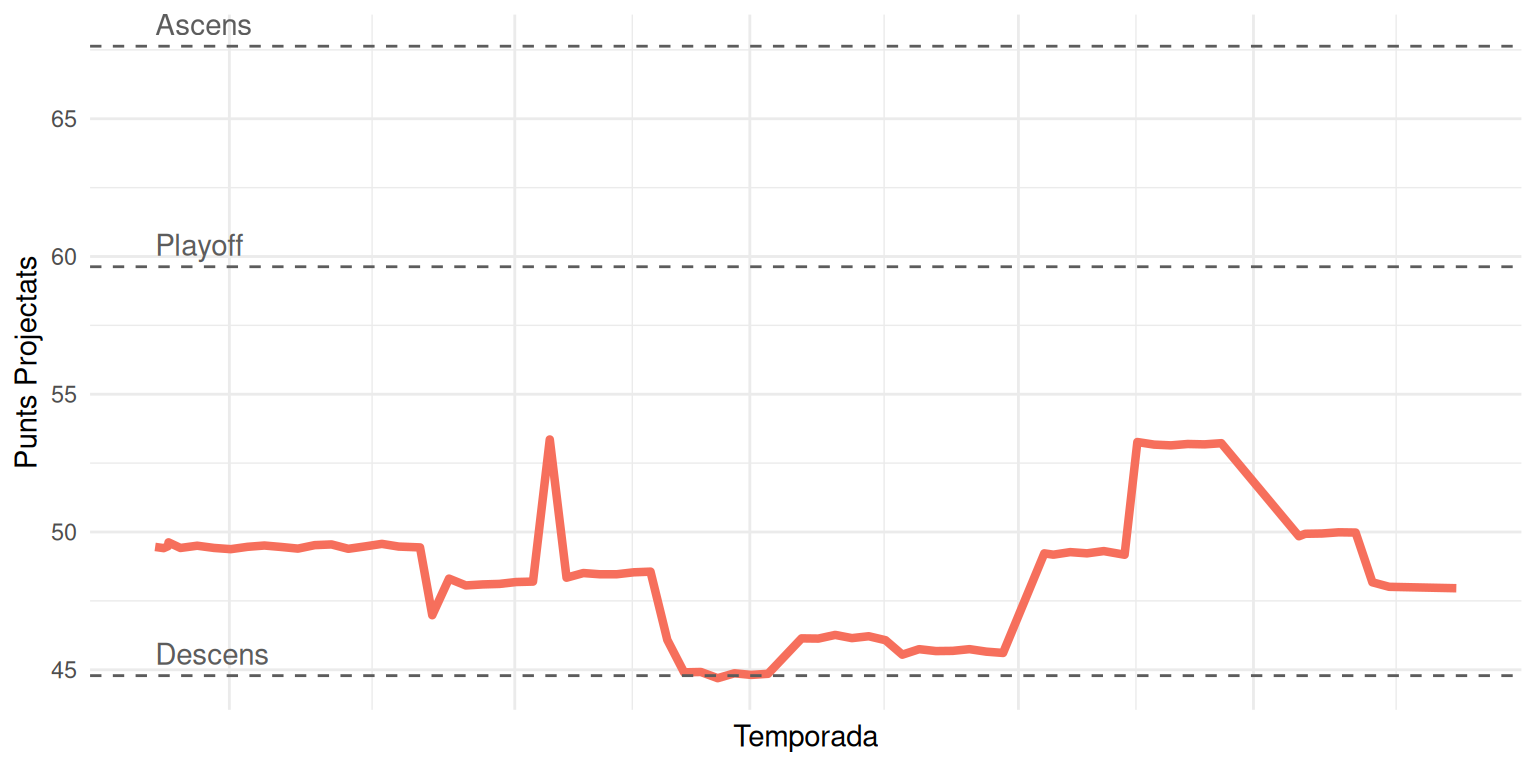 Ascens
65
Playoff
60
55
50
Descens
45
Punts Projectats
Temporada